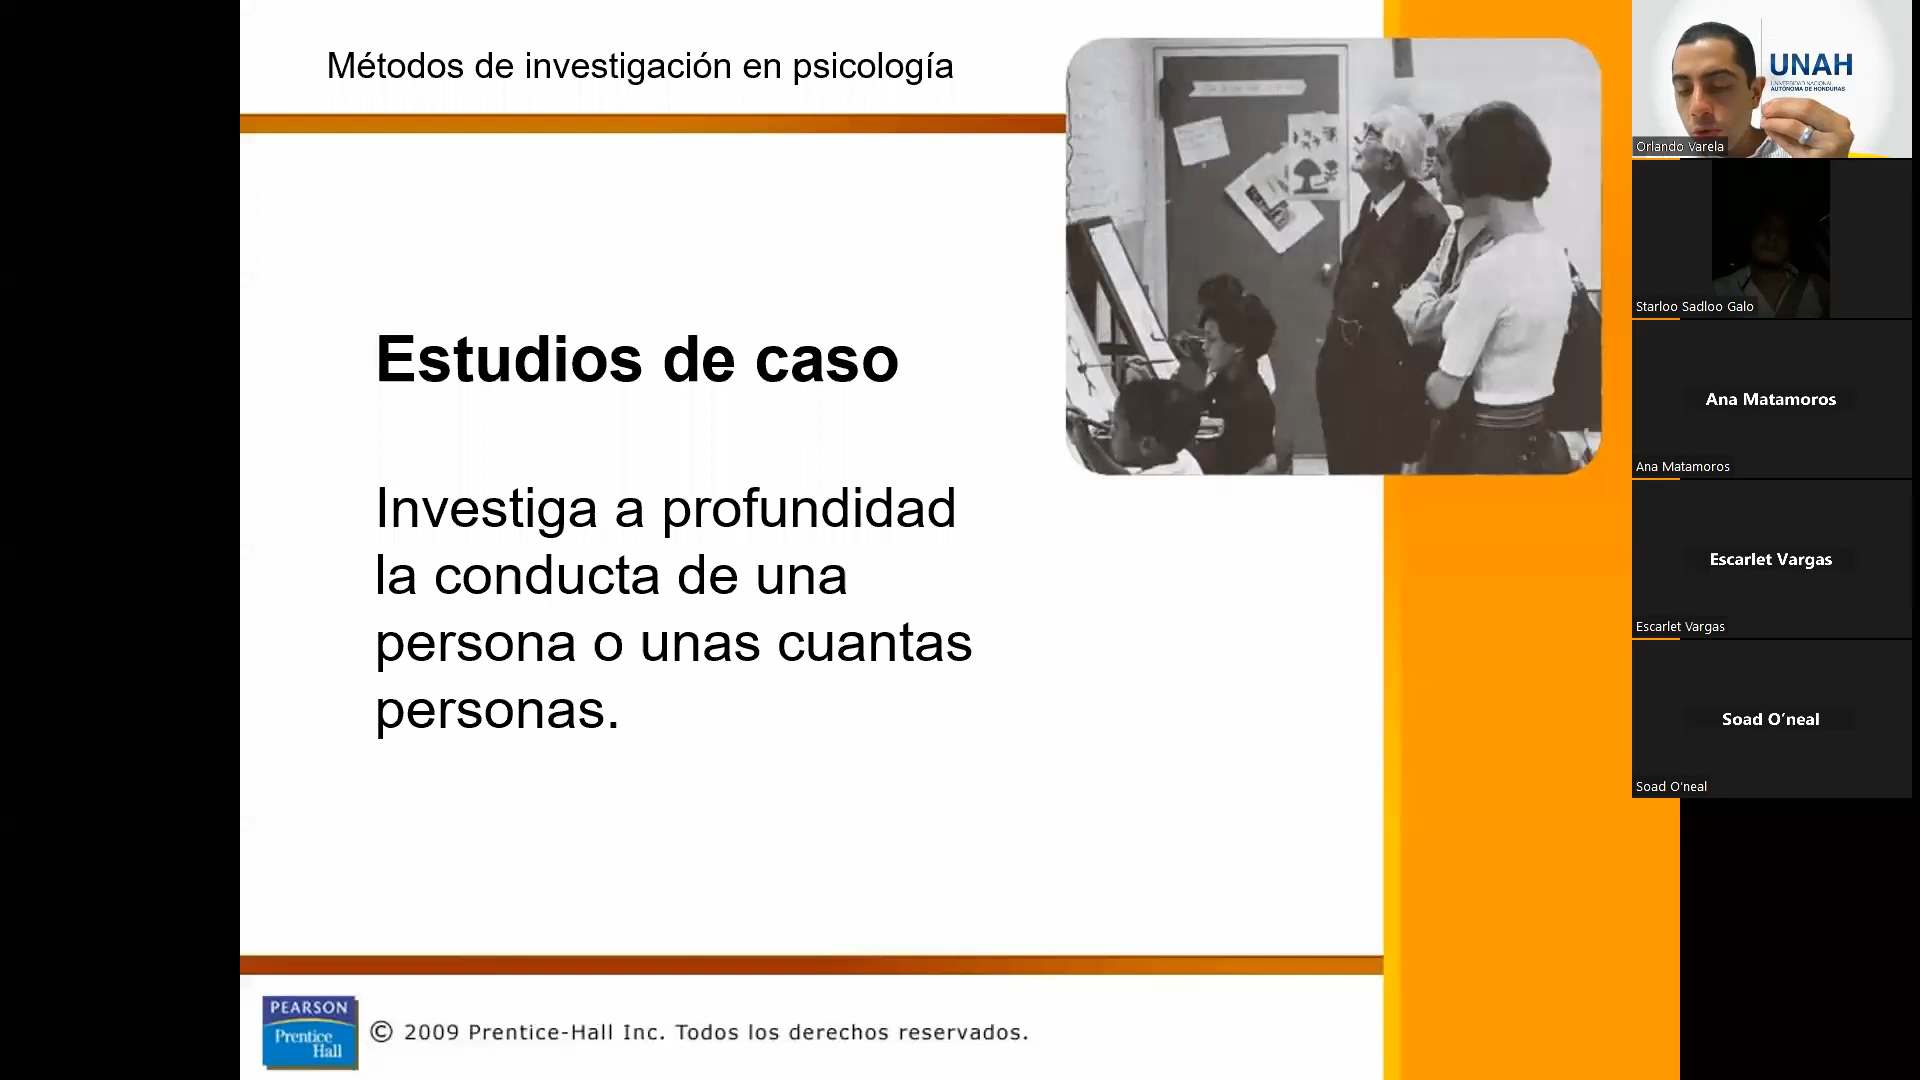 Métodos de investigación en psicología
Estudios de caso
Investiga a profundidad
la conducta de una
persona o unas cuantas
personas.
PEARSON
Prentice
Hall
© 2009 Prentice-Hall Inc. Todos los derechos reservados.
UNAH
UNIVERSIDAD NACIONAL
AUTÓNOMA DE HONDURAS
Orlando Varela
Starloo Sadloo Galo
Ana Matamoros
Ana Matamoros
Escarlet Vargas
Escarlet Vargas
Soad O’neal
Soad O’neal